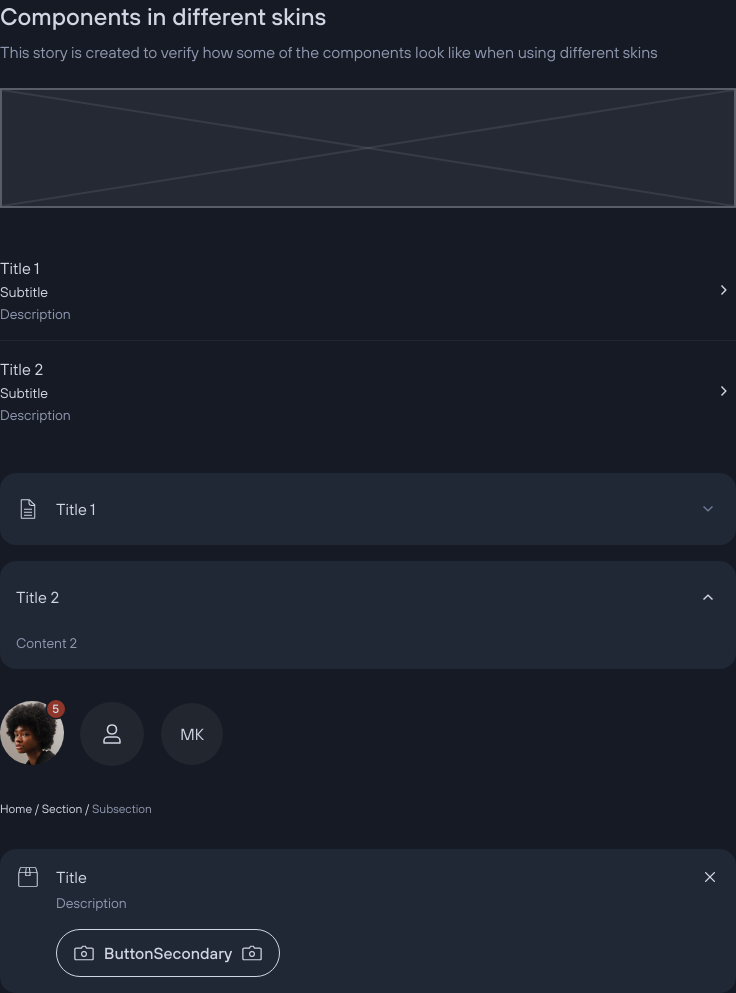 Components in different skins
This story is created to verify how some of the components look like when using different skins
Title 1
Subtitle
Description
Title 2
Subtitle
Description
Title 1
Title 2
Content 2
5
MK
Home / Section / Subsection
Title
Description
ButtonSecondary